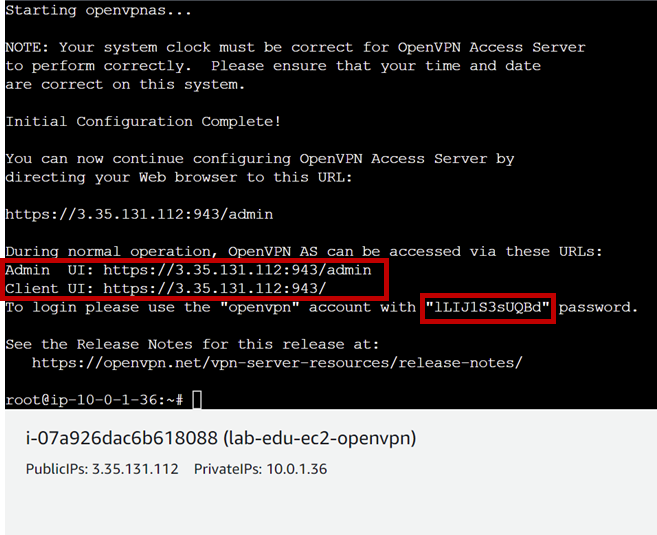 Starting openvpnas...
NOTE: Your system clock must be correct for OpenVPN Access Server
to perform correctly.  Please ensure that your time and date
are correct on this system.
Initial Configuration Complete!
You can now continue configuring OpenVPN Access Server by
directing your Web browser to this URL:
https://3.35.131.112:943/admin
During normal operation, OpenVPN AS can be accessed via these URLs:
Admin  UI: https://3.35.131.112:943/admin
Client UI: https://3.35.131.112:943/
To login please use the "openvpn" account with "lLIJ1S3sUQBd" password.
See the Release Notes for this release at:
https://openvpn.net/vpn-server-resources/release-notes/
root@ip-10-0-1-36:~#
i-07a926dac6b618088 (lab-edu-ec2-openvpn)
PublicIPs: 3.35.131.112    PrivateIPs: 10.0.1.36